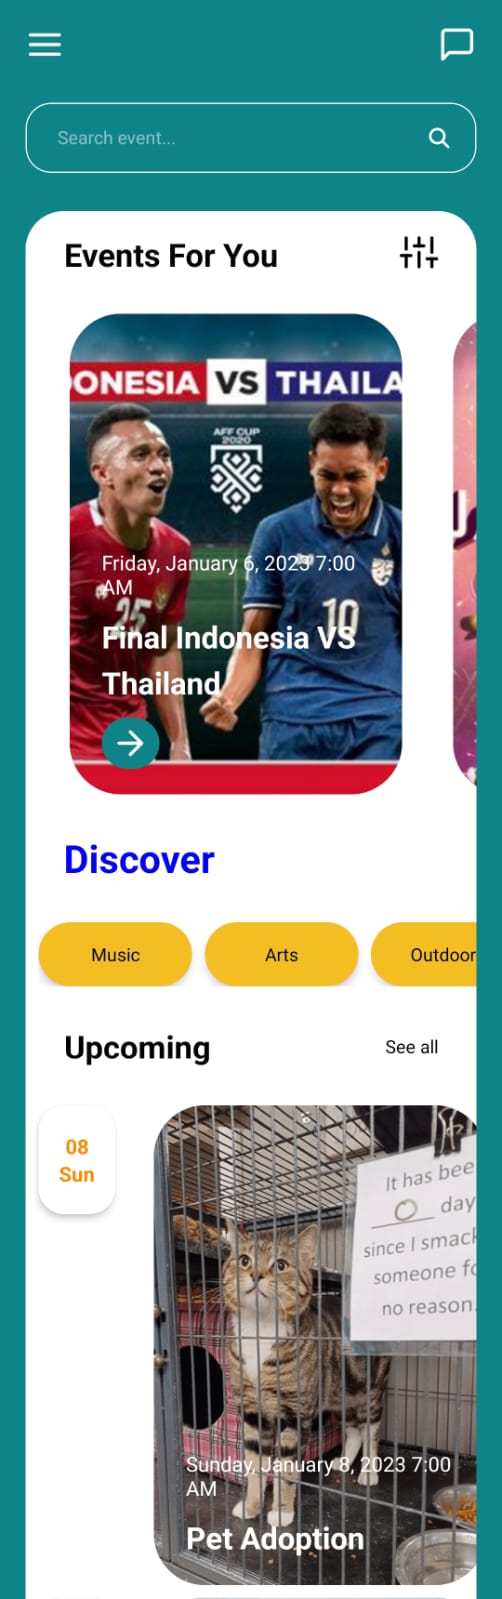 Search event...
Events For You
ONESIA VS THAILA
AFF CUP
2020
25
10
Friday, January 6, 2023 7:00
AM
Final Indonesia VS
Thailand
Discover
Music Arts Outdoor
Upcoming
See all
08
Sun
It has bee
O day
since I smack
someone fo
no reason.
Sunday, January 8, 2023 7:00
AM
Pet Adoption